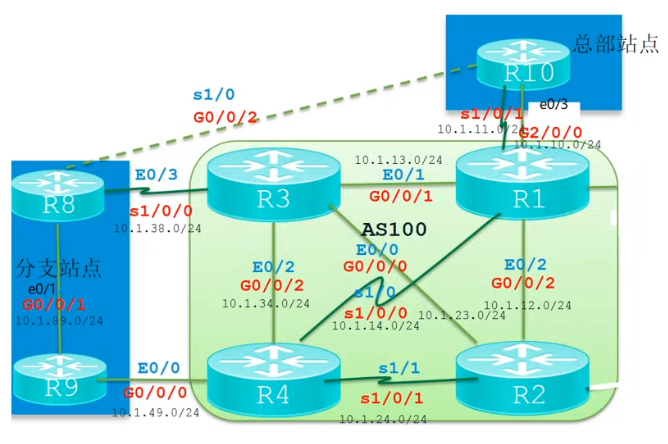 总部站点
R10
s1/0
G0/0/2
e0/3
s1/0/1
10.1.11.0/24
G2/0/0
10.1.10.0/24
10.1.13.0/24
E0/3
E0/1
R8
R3
R1
s1/0/0
G0/0/1
10.1.38.0/24
AS100
E0/0
分支站点
E0/2
G0/0/0
E0/2
e0/1
G0/0/2
s1/0
G0/0/2
G0/0/1
10.1.34.0/24
s1/0/0
10.1.12.0/24
10.1.89.0/24
10.1.14.0/24
10.1.23.0/24
E0/0
s1/1
R9
G0/0/0
R4
s1/0/1
R2
10.1.49.0/24
10.1.24.0/24